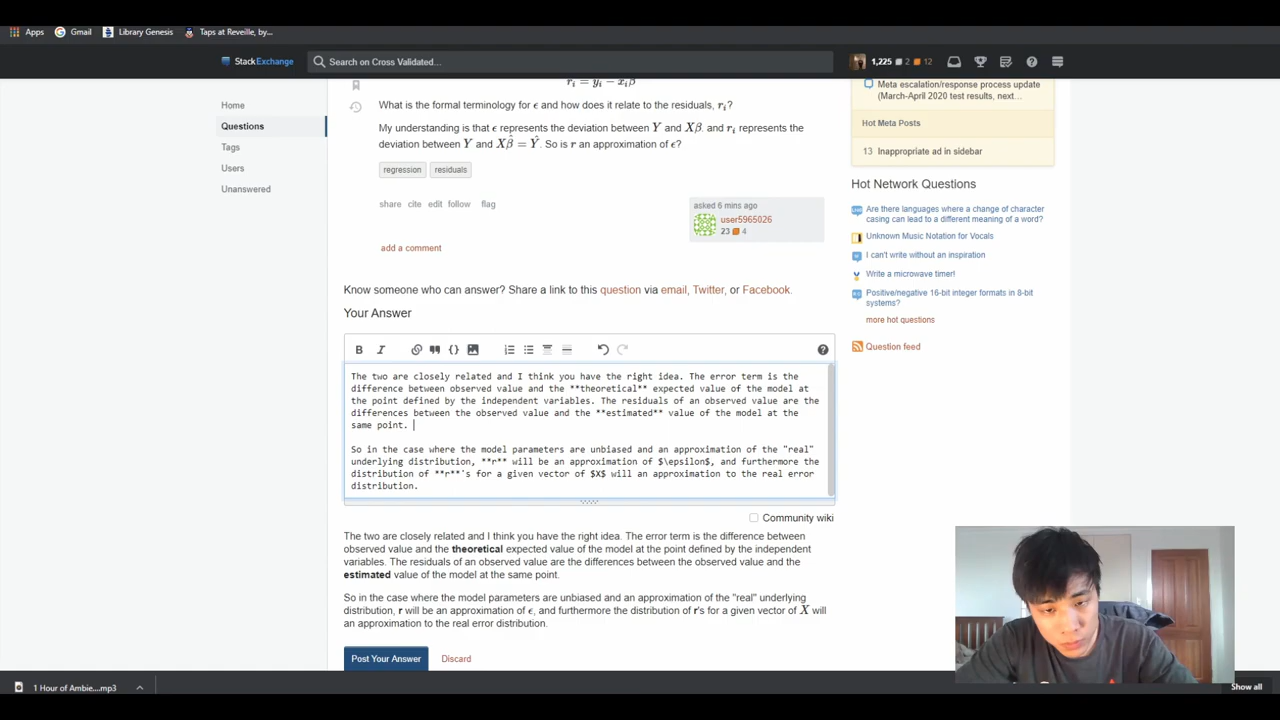 Apps Gmail Library Genesis Taps at Reveille, by...
StackExchange Search on Cross Validated... 1,225 2 12
r_i = y_i − x_i β̂
Home
Questions
Tags
Users
Unanswered
What is the formal terminology for ϵ and how does it relate to the residuals, r_i?
My understanding is that ϵ represents the deviation between Y and Xβ. and r_i represents the
deviation between Y and Xβ̂ = Ŷ. So is r an approximation of ϵ?
regression residuals
share cite edit follow flag
asked 6 mins ago
user5965026
23 4
add a comment
Know someone who can answer? Share a link to this question via email, Twitter, or Facebook.
Your Answer
B I
The two are closely related and I think you have the right idea. The error term is the
difference between observed value and the **theoretical** expected value of the model at
the point defined by the independent variables. The residuals of an observed value are the
differences between the observed value and the **estimated** value of the model at the
same point.
So in the case where the model parameters are unbiased and an approximation of the "real"
underlying distribution, **r** will be an approximation of $\epsilon$, and furthermore the
distribution of **r**'s for a given vector of $X$ will an approximation to the real error
distribution.
Community wiki
The two are closely related and I think you have the right idea. The error term is the difference between
observed value and the theoretical expected value of the model at the point defined by the independent
variables. The residuals of an observed value are the differences between the observed value and the
estimated value of the model at the same point.
So in the case where the model parameters are unbiased and an approximation of the "real" underlying
distribution, r will be an approximation of ϵ, and furthermore the distribution of r's for a given vector of X will
an approximation to the real error distribution.
Post Your Answer Discard
Meta escalation/response process update
(March-April 2020 test results, next...
Hot Meta Posts
13 Inappropriate ad in sidebar
Hot Network Questions
Are there languages where a change of character
casing can lead to a different meaning of a word?
Unknown Music Notation for Vocals
I can't write without an inspiration
Write a microwave timer!
Positive/negative 16-bit integer formats in 8-bit
systems?
more hot questions
Question feed
1 Hour of Ambie....mp3
Show all